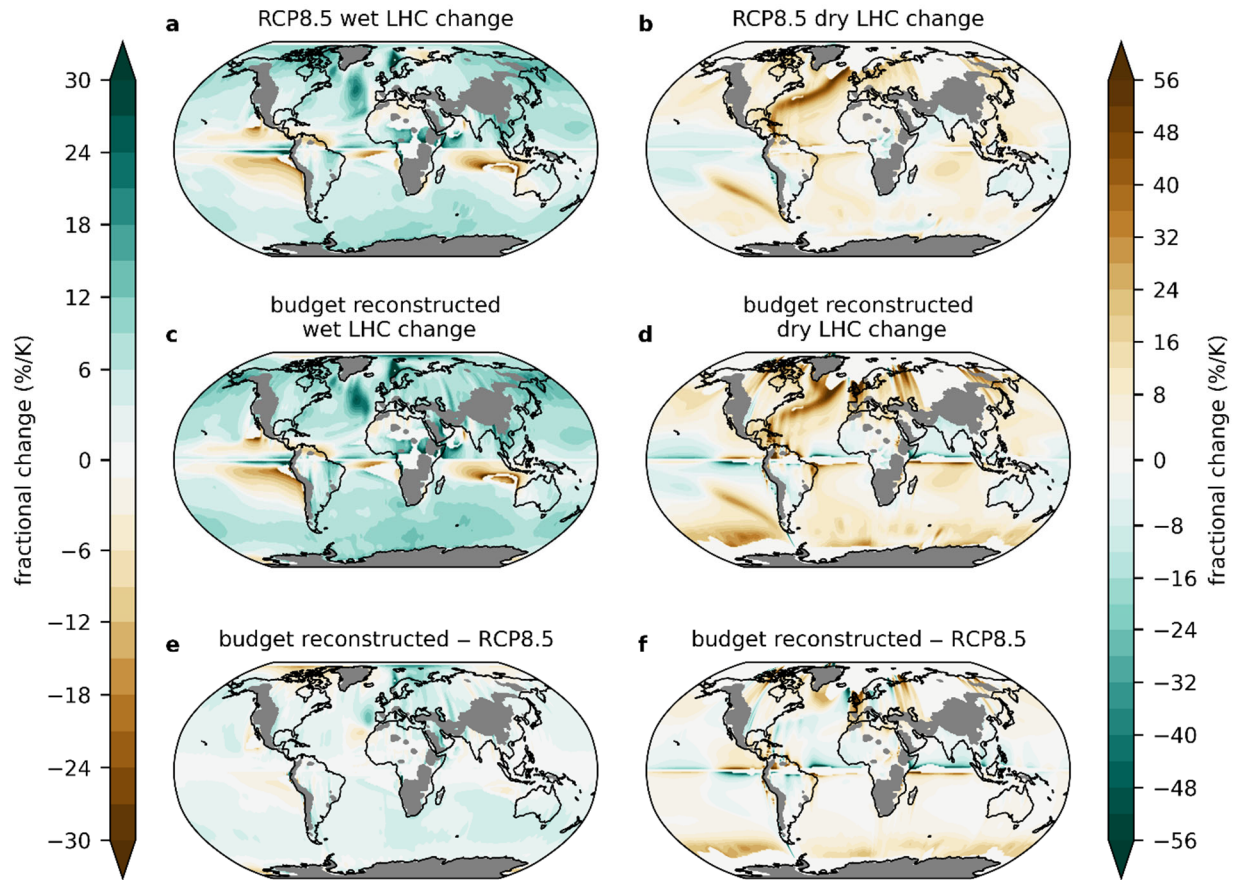 a RCP8.5 wet LHC change
b RCP8.5 dry LHC change
30
24
18
12
6
0
−6
−12
−18
−24
−30
fractional change (%/K)
budget reconstructed
c wet LHC change
budget reconstructed
d dry LHC change
e budget reconstructed − RCP8.5
f budget reconstructed − RCP8.5
56
48
40
32
24
16
8
0
−8
−16
−24
−32
−40
−48
−56
fractional change (%/K)